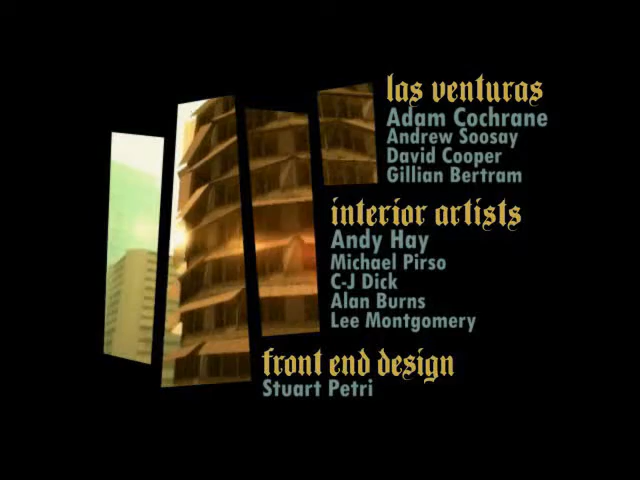 las venturas
Adam Cochrane
Andrew Soosay
David Cooper
Gillian Bertram
interior artists
Andy Hay
Michael Pirso
C-J Dick
Alan Burns
Lee Montgomery
front end design
Stuart Petri